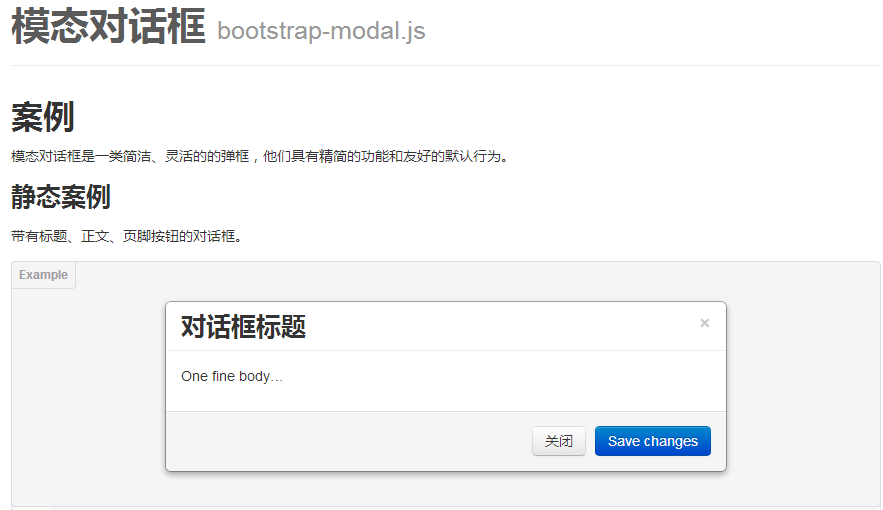 模态对话框 bootstrap-modal.js
案例
模态对话框是一类简洁、灵活的的弹框，他们具有精简的功能和友好的默认行为。
静态案例
带有标题、正文、页脚按钮的对话框。
Example
对话框标题 ×
One fine body…
关闭 Save changes